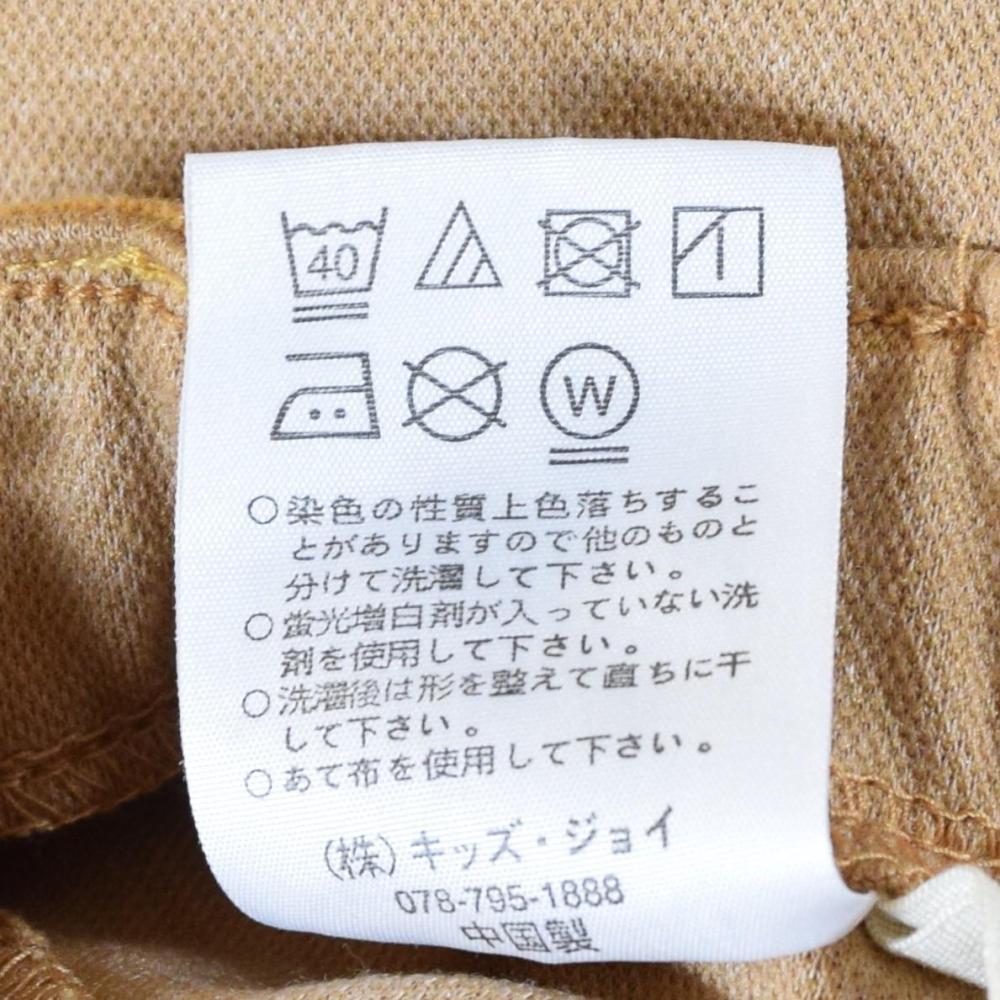 40
W
○染色の性質上色落ちするこ
とがありますので他のものと
分けて洗濯して下さい。
○蛍光増白剤が入っていない洗
剤を使用して下さい。
○洗濯後は形を整えて直ちに干
して下さい。
○あて布を使用して下さい。
(株)キッズ・ジョイ
078-795-1888
中国製